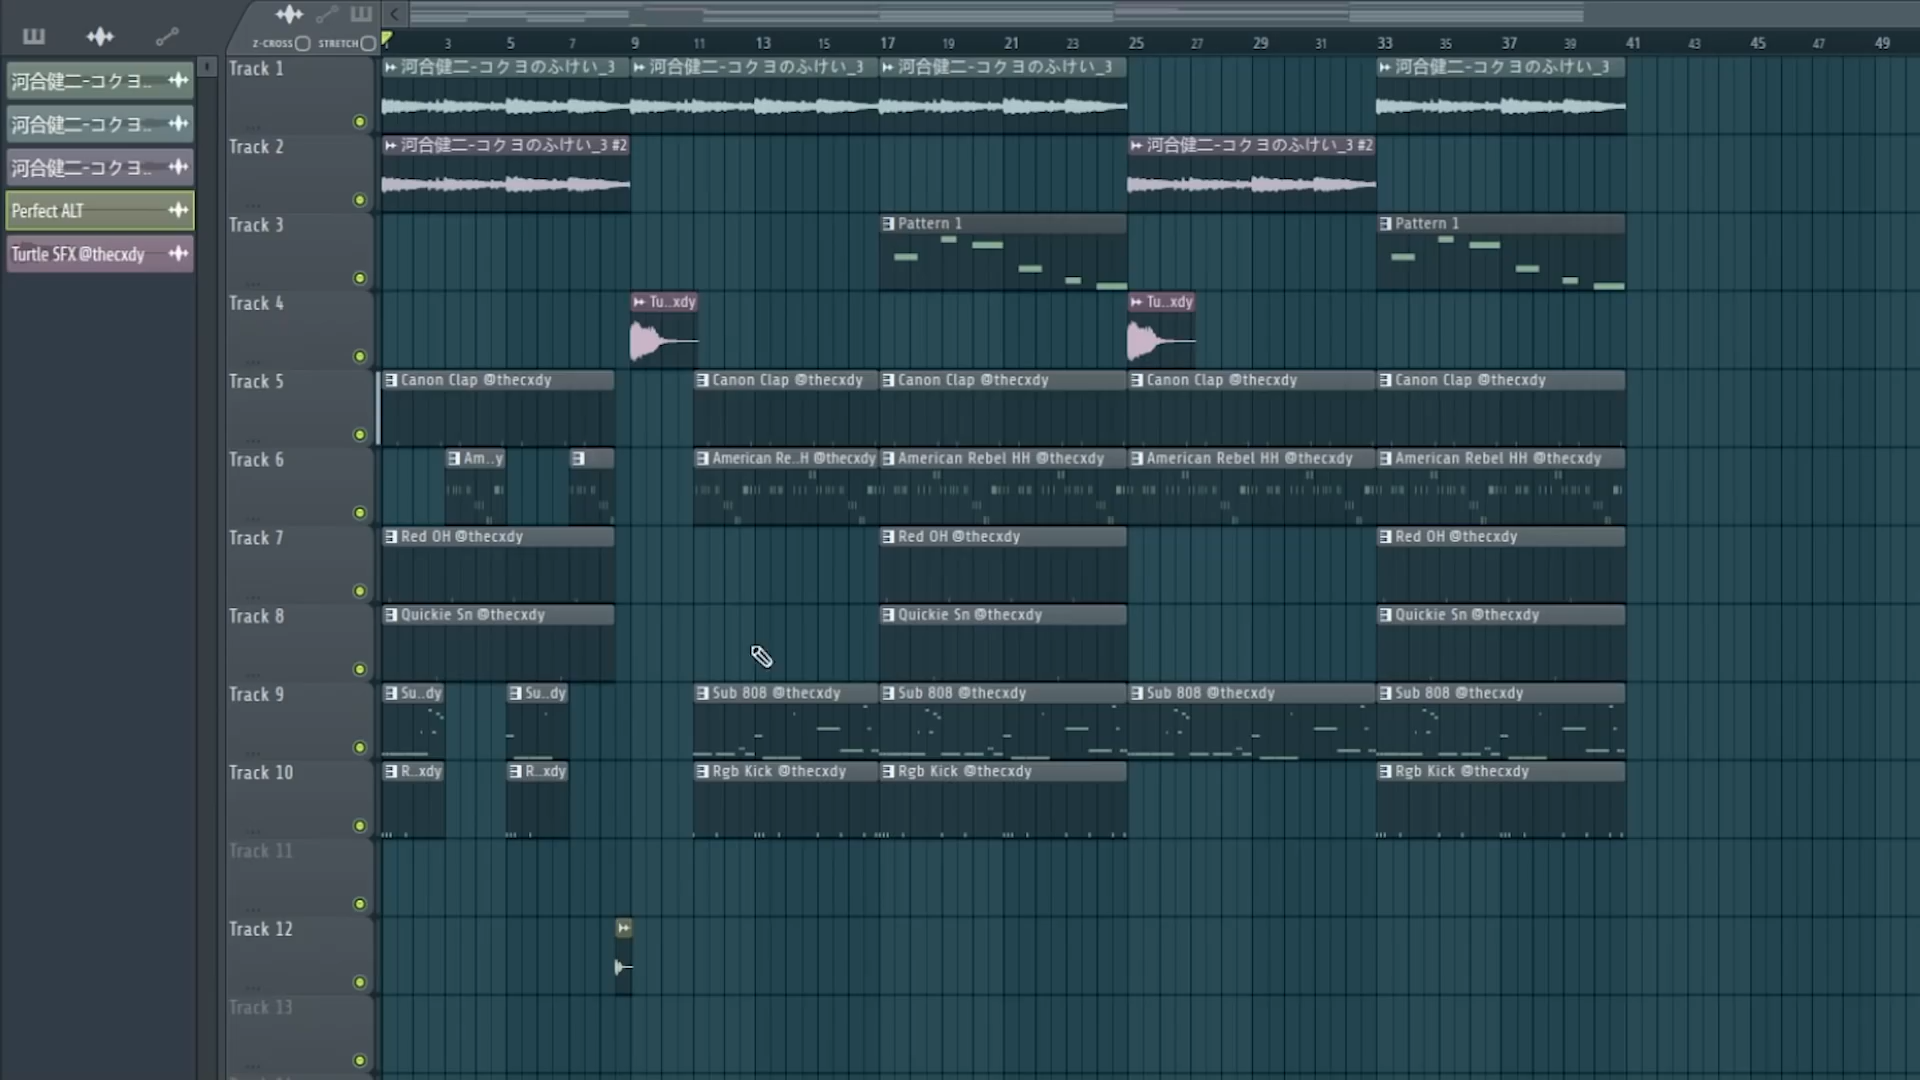 Z-CROSS STRETCH
3 5 7 9 11 13 15 17 19 21 23 25 27 29 31 33 35 37 39 41 43 45 47 49
河合健二-コクヨ..
河合健二-コクヨ..
河合健二-コクヨ..
Perfect ALT
Turtle SFX @thecxdy
Track 1
河合健二-コクヨのふけい_3 河合健二-コクヨのふけい_3 河合健二-コクヨのふけい_3 河合健二-コクヨのふけい_3
Track 2
河合健二-コクヨのふけい_3 #2 河合健二-コクヨのふけい_3 #2
Track 3
Pattern 1 Pattern 1
Track 4
Tu..xdy Tu..xdy
Track 5
Canon Clap @thecxdy Canon Clap @thecxdy Canon Clap @thecxdy Canon Clap @thecxdy Canon Clap @thecxdy
Track 6
Am..y American Re..H @thecxdy American Rebel HH @thecxdy American Rebel HH @thecxdy American Rebel HH @thecxdy
Track 7
Red OH @thecxdy Red OH @thecxdy Red OH @thecxdy
Track 8
Quickie Sn @thecxdy Quickie Sn @thecxdy Quickie Sn @thecxdy
Track 9
Su..dy Su..dy Sub 808 @thecxdy Sub 808 @thecxdy Sub 808 @thecxdy Sub 808 @thecxdy
Track 10
R..xdy R..xdy Rgb Kick @thecxdy Rgb Kick @thecxdy Rgb Kick @thecxdy
Track 11
Track 12
Track 13